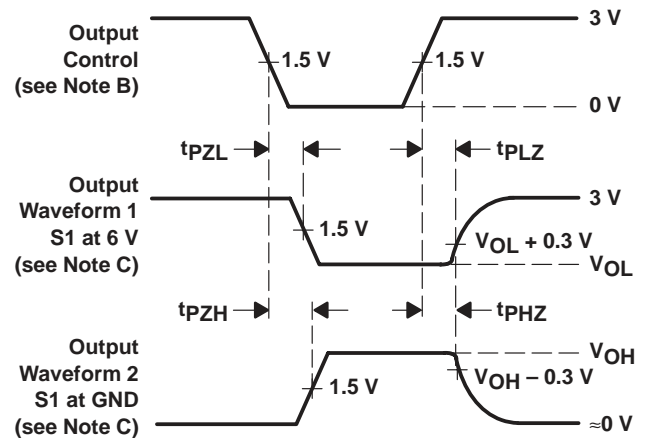 Output
Control
(see Note B)
1.5 V
1.5 V
3 V
0 V
tPZL
tPLZ
Output
Waveform 1
S1 at 6 V
(see Note C)
1.5 V
3 V
VOL + 0.3 V
VOL
tPZH
tPHZ
Output
Waveform 2
S1 at GND
(see Note C)
1.5 V
VOH
VOH – 0.3 V
≈0 V